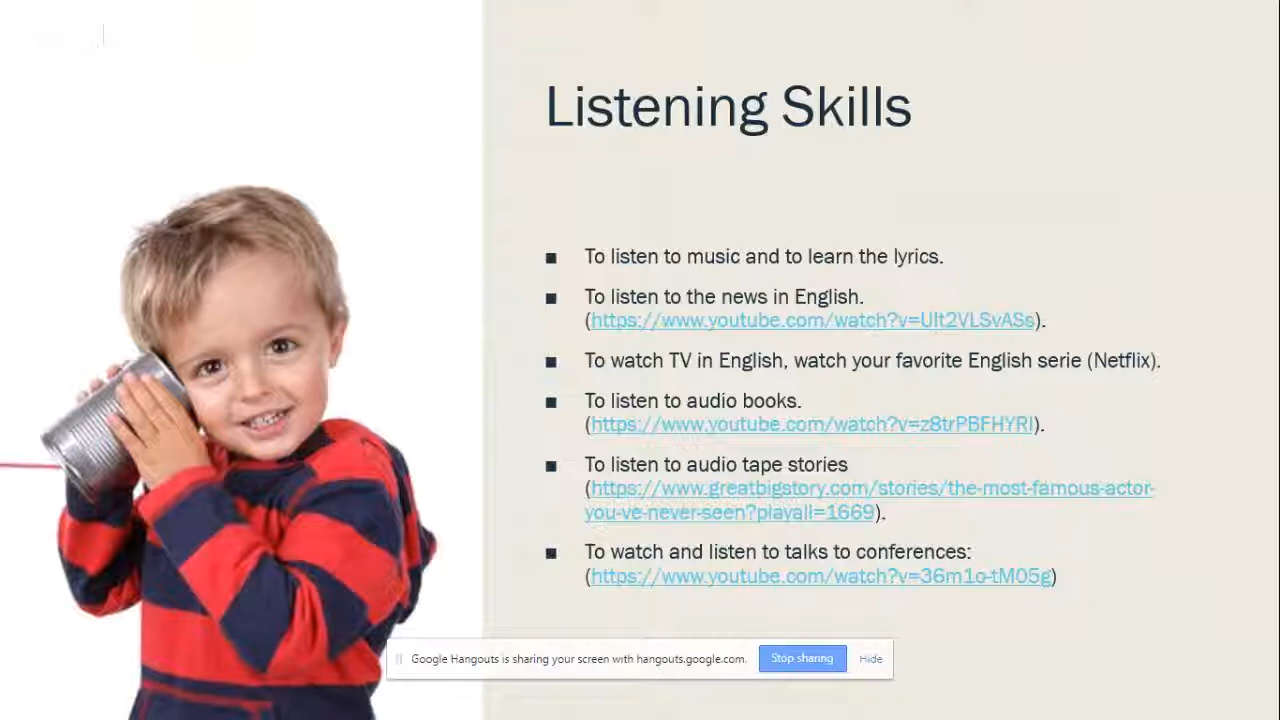 Listening Skills
■ To listen to music and to learn the lyrics.
■ To listen to the news in English.
(https://www.youtube.com/watch?v=UIt2VLSvASs).
■ To watch TV in English, watch your favorite English serie (Netflix).
■ To listen to audio books.
(https://www.youtube.com/watch?v=z8trPBFHYRI).
■ To listen to audio tape stories
(https://www.greatbigstory.com/stories/the-most-famous-actor-
you-ve-never-seen?playall=1669).
■ To watch and listen to talks to conferences:
(https://www.youtube.com/watch?v=36m1o-tM05g)
Google Hangouts is sharing your screen with hangouts.google.com.
Stop sharing
Hide